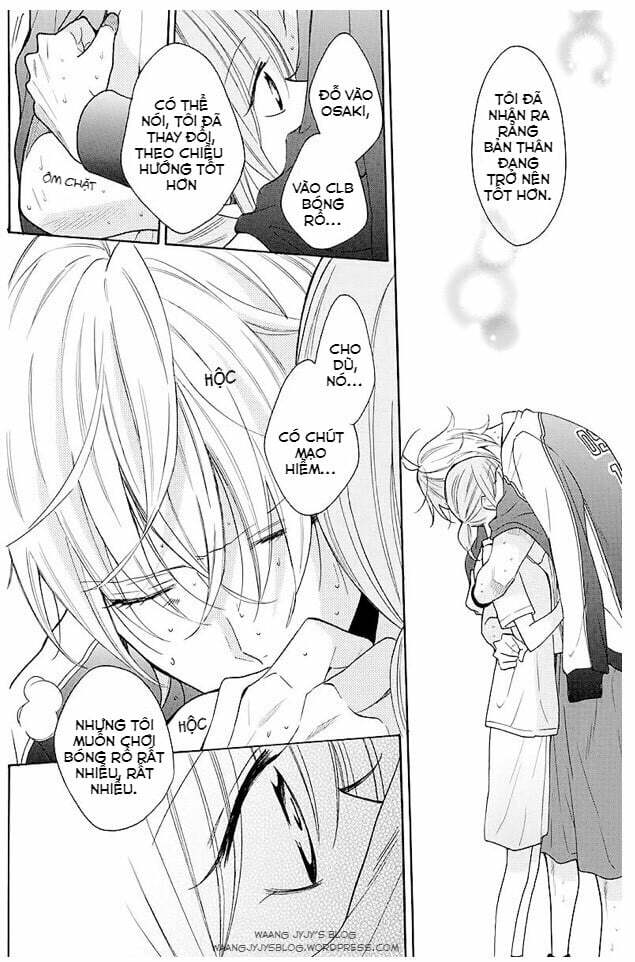 TÔI ĐÃ
NHẬN RA
RẰNG
BẢN THÂN
ĐANG
TRỞ NÊN
TỐT HƠN.
ĐỖ VÀO
OSAKI,
VÀO CLB
BÓNG
RỔ...
CÓ THỂ
NÓI, TÔI ĐÃ
THAY ĐỔI,
THEO CHIỀU
HƯỚNG TỐT
HƠN
ÔM CHẶT
CHO
DÙ,
NÓ...
HỘC
CÓ CHÚT
MẠO
HIỂM...
HỘC
NHƯNG TÔI
MUỐN CHƠI
BÓNG RỔ RẤT
NHIỀU, RẤT
NHIỀU.
WAANG JYJY'S BLOG
WAANGJYJYSBLOG.WORDPRESS.COM